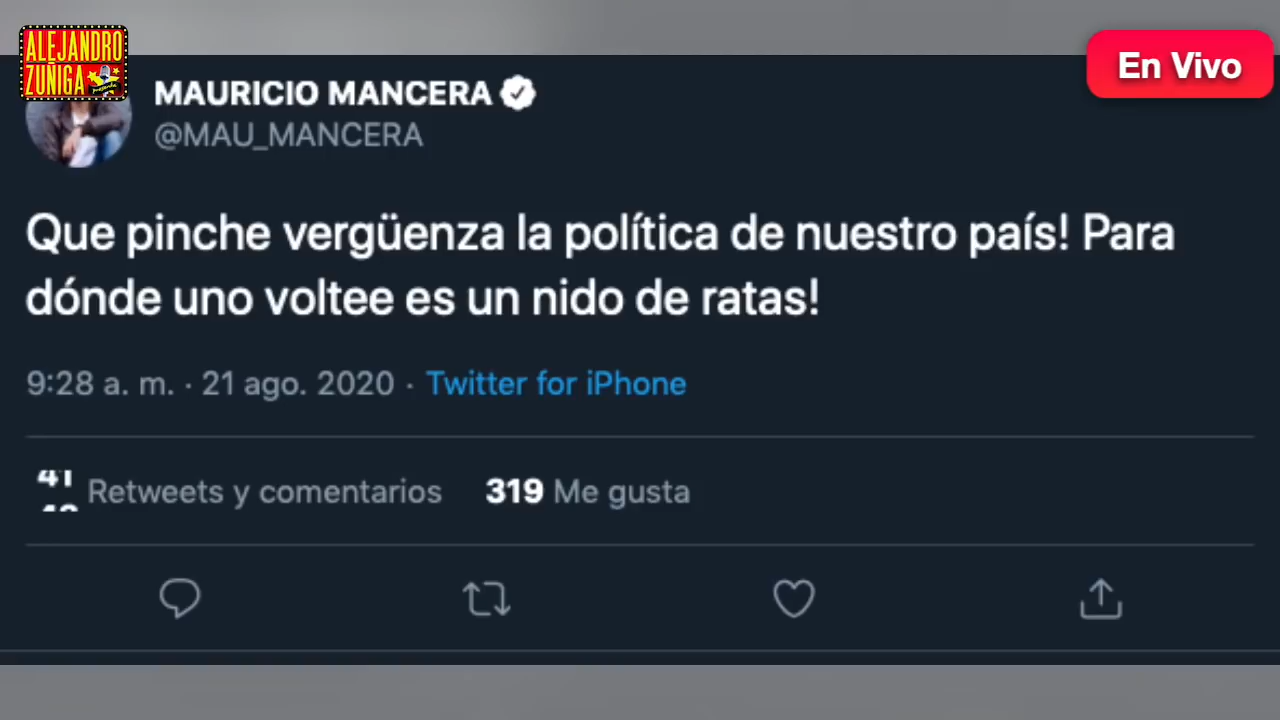 ALEJANDRO
ZUÑIGA
En Vivo
MAURICIO MANCERA
@MAU_MANCERA
Que pinche vergüenza la política de nuestro país! Para
dónde uno voltee es un nido de ratas!
9:28 a. m. · 21 ago. 2020 · Twitter for iPhone
Retweets y comentarios 319 Me gusta